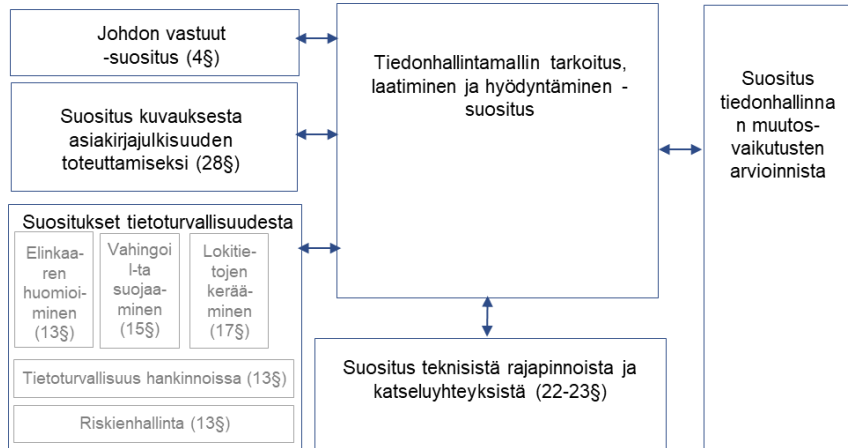 Johdon vastuut
-suositus (4§)
Suositus kuvauksesta
asiakirjajulkisuuden
toteuttamiseksi (28§)
Suositukset tietoturvallisuudesta
Elinkaa-
ren
huomioi-
minen
(13§)
Vahingoi
l-ta
suojaa-
minen
(15§)
Lokitie-
tojen
kerää-
minen
(17§)
Tietoturvallisuus hankinnoissa (13§)
Riskienhallinta (13§)
Tiedonhallintamallin tarkoitus,
laatiminen ja hyödyntäminen -
suositus
Suositus teknisistä rajapinnoista ja
katseluyhteyksistä (22-23§)
Suositus
tiedonhallinna
n muutos-
vaikutusten
arvioinnista